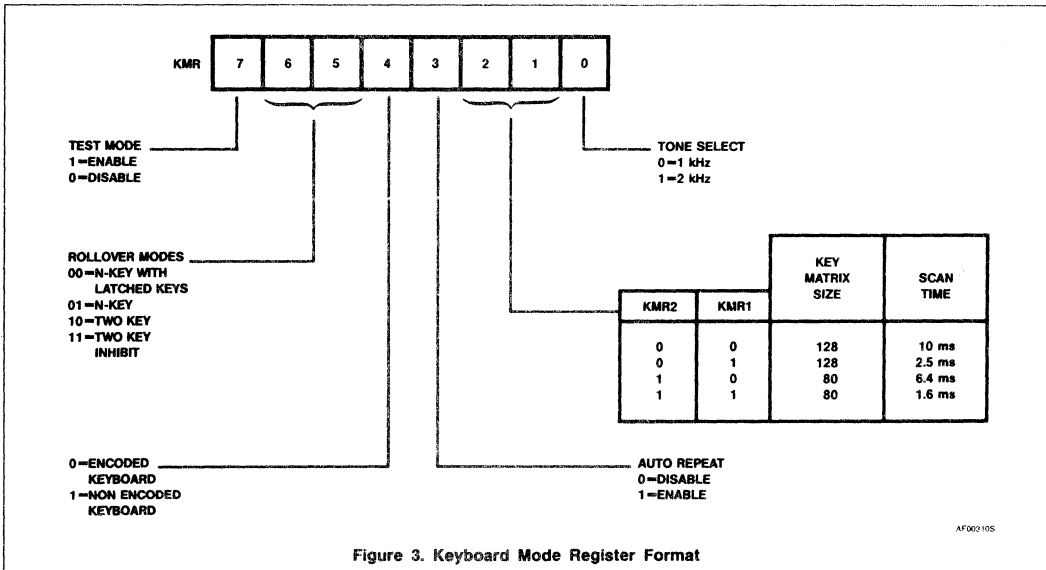 KMR 7 6 5 4 3 2 1 0
TEST MODE
1=ENABLE
0=DISABLE
TONE SELECT
0=1 kHz
1=2 kHz
ROLLOVER MODES
00=N-KEY WITH
LATCHED KEYS
01=N-KEY
10=TWO KEY
11=TWO KEY
INHIBIT
KMR2 KMR1 KEY MATRIX SIZE SCAN TIME
0 0 128 10 ms
0 1 128 2.5 ms
1 0 80 6.4 ms
1 1 80 1.6 ms
0=ENCODED
KEYBOARD
1=NON ENCODED
KEYBOARD
AUTO REPEAT
0=DISABLE
1=ENABLE
AF00310S
Figure 3. Keyboard Mode Register Format